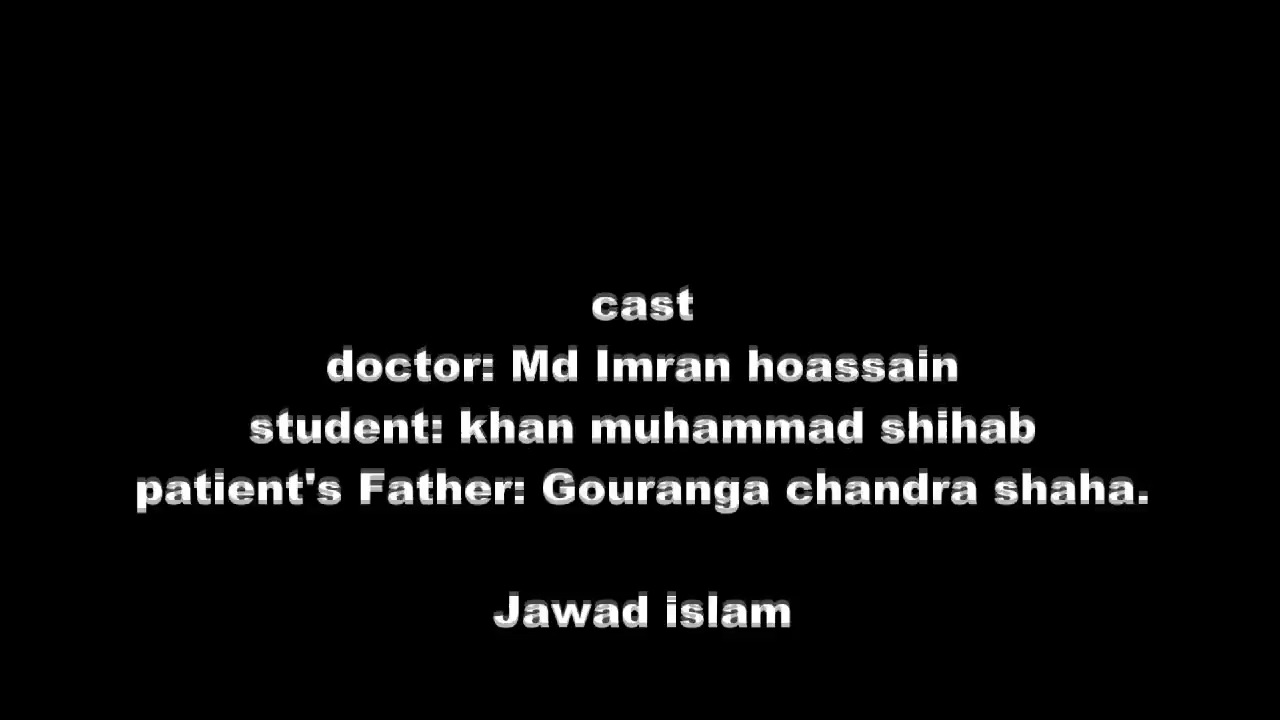 cast
doctor: Md Imran hoassain
student: khan muhammad shihab
patient's Father: Gouranga chandra shaha.
Jawad islam